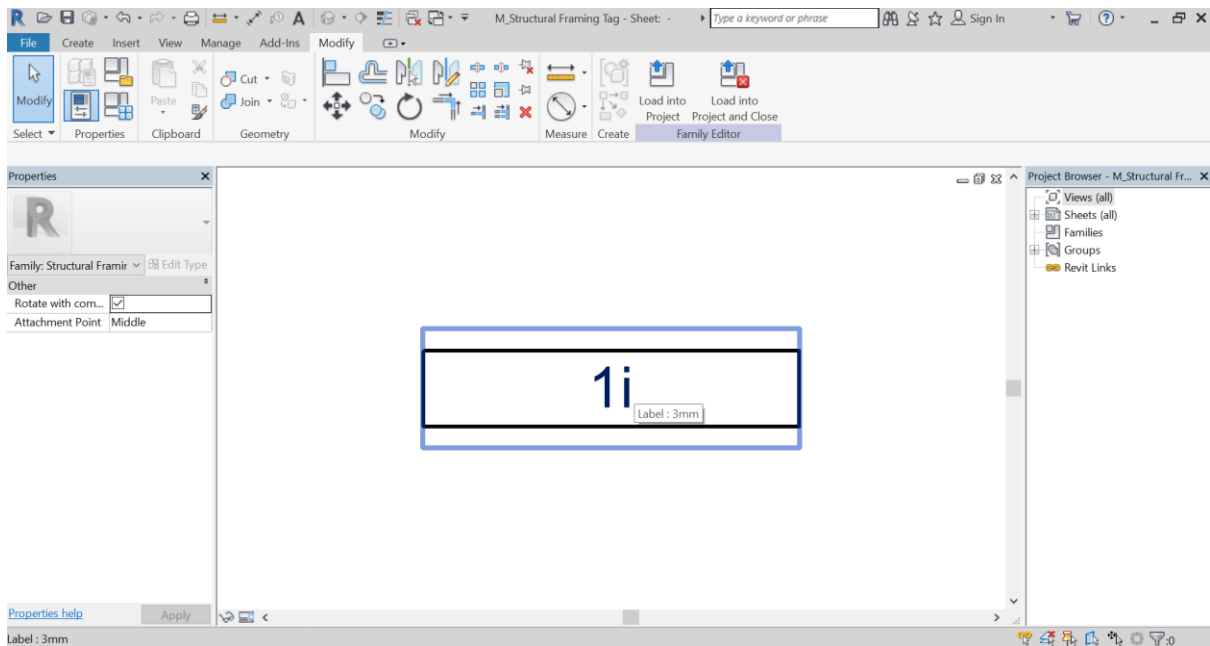 M_Structural Framing Tag - Sheet: -
Type a keyword or phrase
Sign In
File Create Insert View Manage Add-Ins Modify
Modify
Paste
Cut
Join
Load into Project
Load into Project and Close
Select Properties Clipboard Geometry Modify Measure Create Family Editor
Properties
R
Family: Structural Framir
Edit Type
Other
Rotate with com...
Attachment Point Middle
1i
Label : 3mm
Project Browser - M_Structural Fr...
Views (all)
Sheets (all)
Families
Groups
Revit Links
Properties help
Apply
Label : 3mm
:0